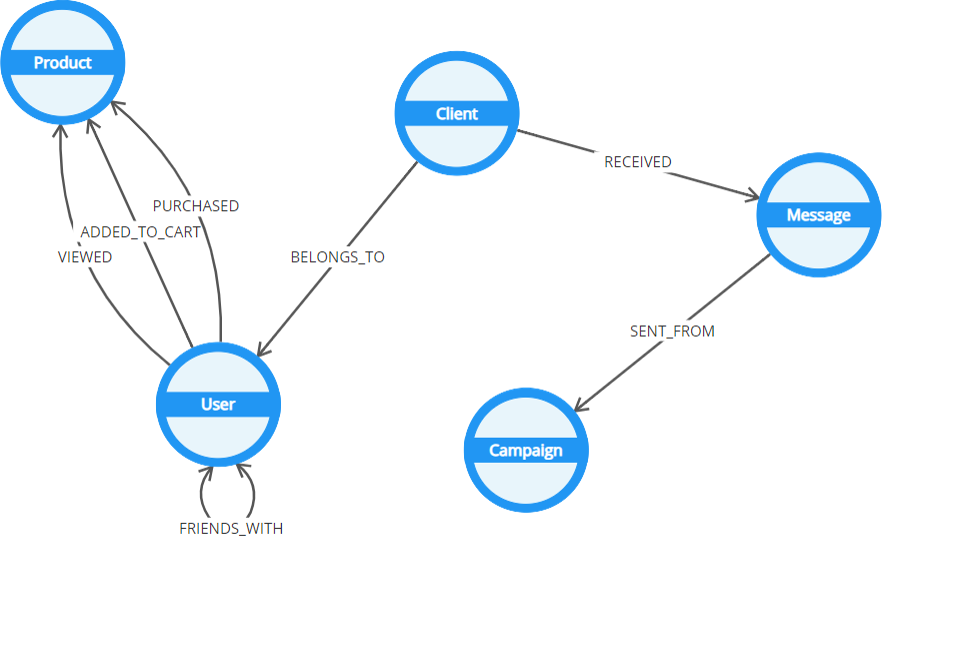 Product
Client
RECEIVED
Message
PURCHASED
ADDED_TO_CART
VIEWED
BELONGS_TO
SENT_FROM
User
Campaign
FRIENDS_WITH